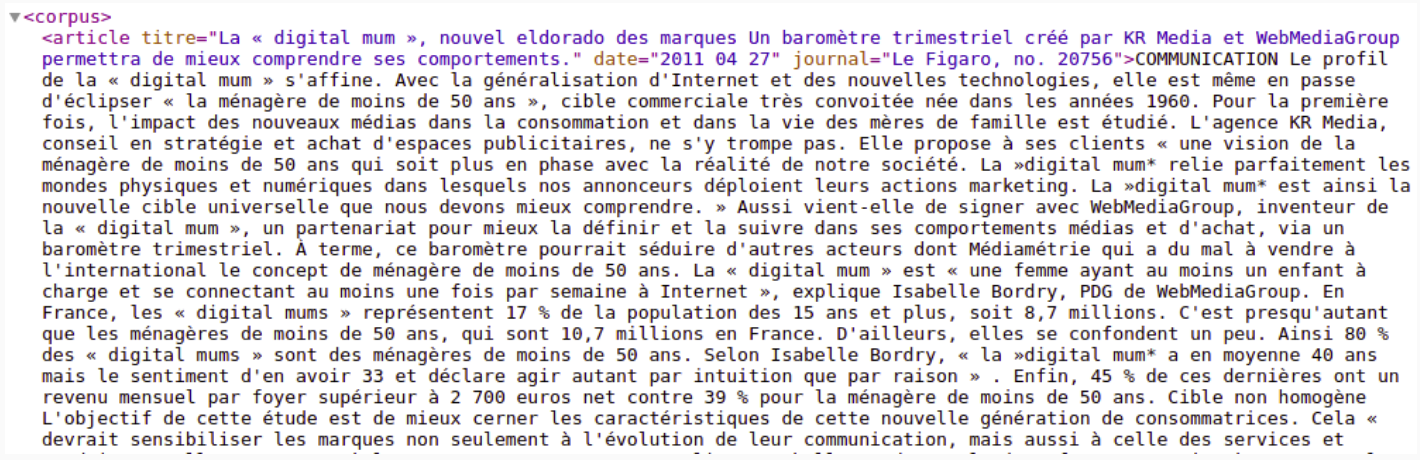 ▼<corpus>
<article titre="La « digital mum », nouvel eldorado des marques Un baromètre trimestriel créé par KR Media et WebMediaGroup
permettra de mieux comprendre ses comportements." date="2011 04 27" journal="Le Figaro, no. 20756">COMMUNICATION Le profil
de la « digital mum » s'affine. Avec la généralisation d'Internet et des nouvelles technologies, elle est même en passe
d'éclipser « la ménagère de moins de 50 ans », cible commerciale très convoitée née dans les années 1960. Pour la première
fois, l'impact des nouveaux médias dans la consommation et dans la vie des mères de famille est étudié. L'agence KR Media,
conseil en stratégie et achat d'espaces publicitaires, ne s'y trompe pas. Elle propose à ses clients « une vision de la
ménagère de moins de 50 ans qui soit plus en phase avec la réalité de notre société. La »digital mum* relie parfaitement les
mondes physiques et numériques dans lesquels nos annonceurs déploient leurs actions marketing. La »digital mum* est ainsi la
nouvelle cible universelle que nous devons mieux comprendre. » Aussi vient-elle de signer avec WebMediaGroup, inventeur de
la « digital mum », un partenariat pour mieux la définir et la suivre dans ses comportements médias et d'achat, via un
baromètre trimestriel. À terme, ce baromètre pourrait séduire d'autres acteurs dont Médiamétrie qui a du mal à vendre à
l'international le concept de ménagère de moins de 50 ans. La « digital mum » est « une femme ayant au moins un enfant à
charge et se connectant au moins une fois par semaine à Internet », explique Isabelle Bordry, PDG de WebMediaGroup. En
France, les « digital mums » représentent 17 % de la population des 15 ans et plus, soit 8,7 millions. C'est presqu'autant
que les ménagères de moins de 50 ans, qui sont 10,7 millions en France. D'ailleurs, elles se confondent un peu. Ainsi 80 %
des « digital mums » sont des ménagères de moins de 50 ans. Selon Isabelle Bordry, « la »digital mum* a en moyenne 40 ans
mais le sentiment d'en avoir 33 et déclare agir autant par intuition que par raison » . Enfin, 45 % de ces dernières ont un
revenu mensuel par foyer supérieur à 2 700 euros net contre 39 % pour la ménagère de moins de 50 ans. Cible non homogène
L'objectif de cette étude est de mieux cerner les caractéristiques de cette nouvelle génération de consommatrices. Cela «
devrait sensibiliser les marques non seulement à l'évolution de leur communication, mais aussi à celle des services et